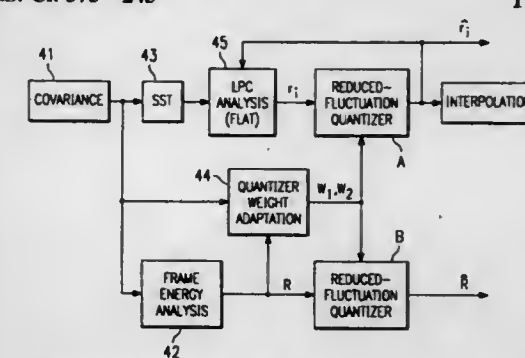 45
r̂i
41
43
COVARIANCE
SST
LPC
ANALYSIS
(FLAT)
ri
REDUCED-
FLUCTUATION
QUANTIZER
INTERPOLATION
A
44
QUANTIZER
WEIGHT
ADAPTATION
W1,W2
B
FRAME
ENERGY
ANALYSIS
R
REDUCED-
FLUCTUATION
QUANTIZER
R̂
42